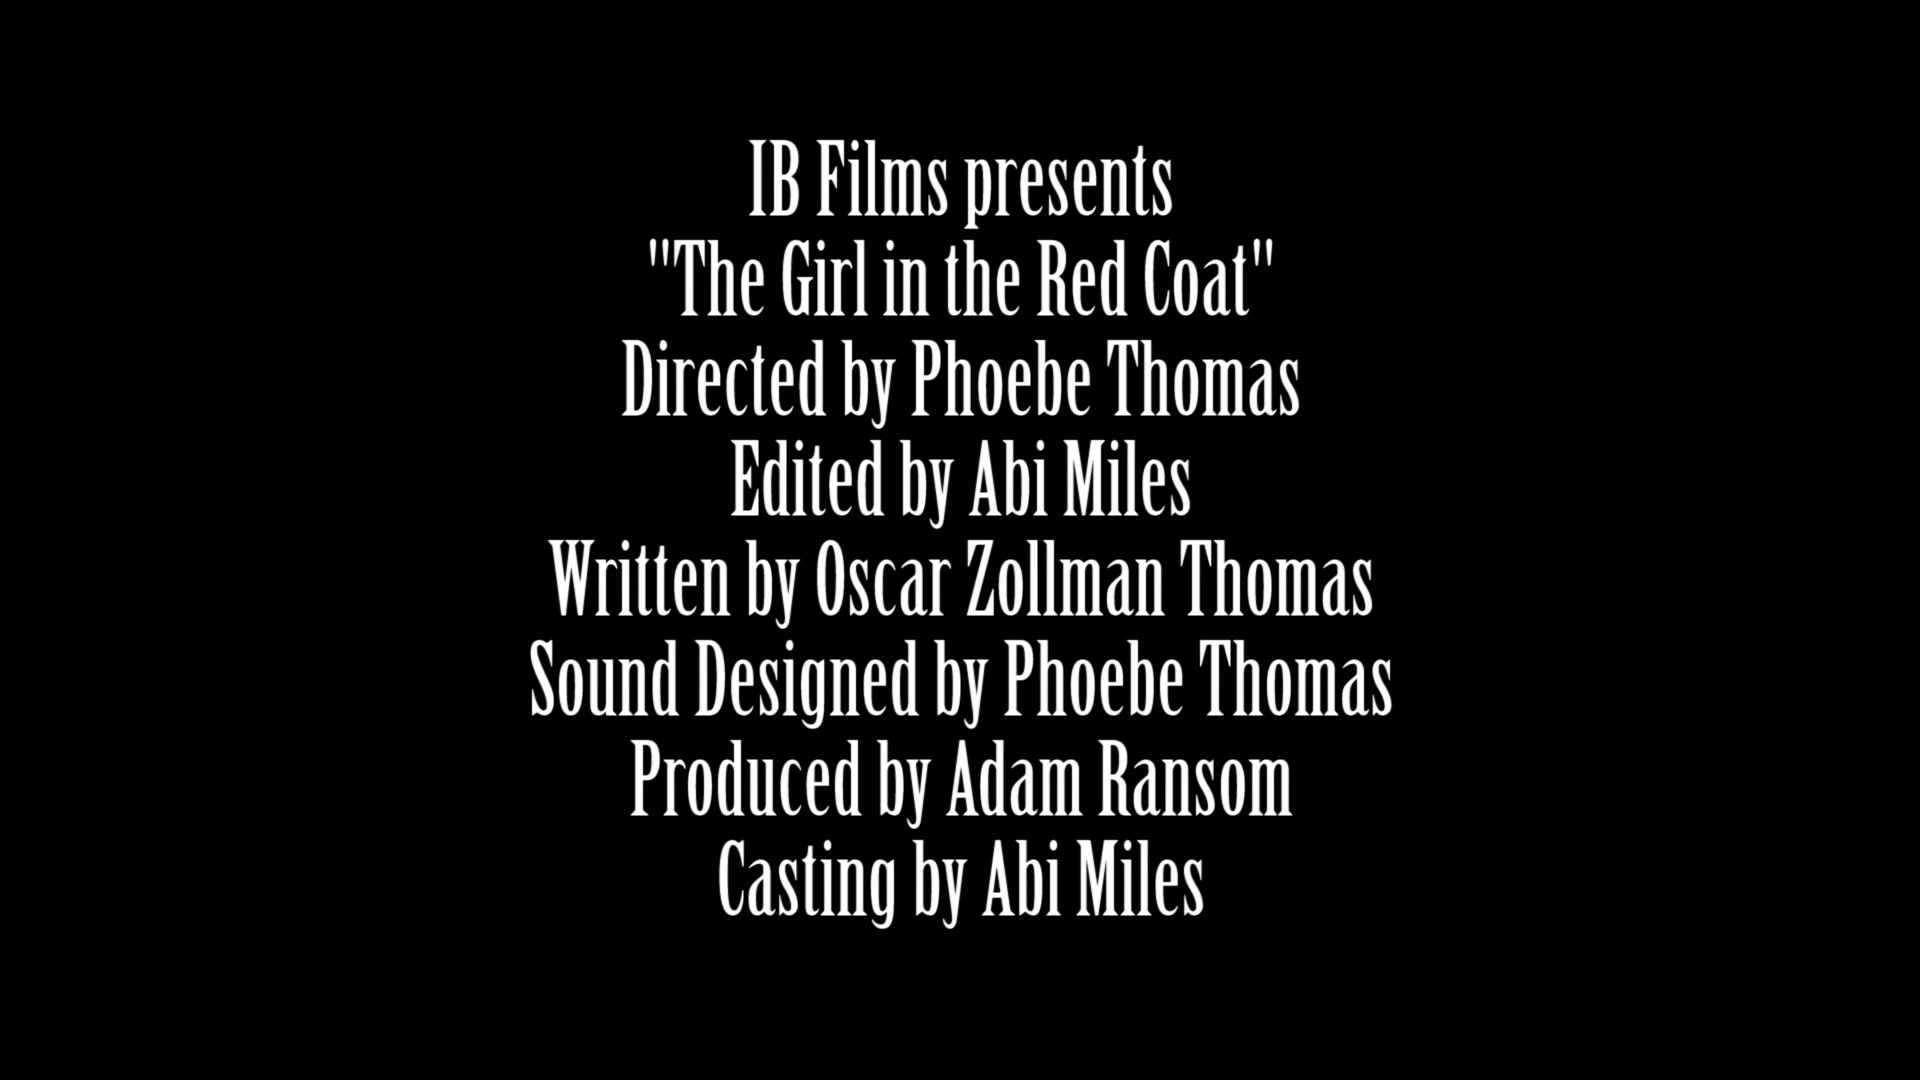 IB Films presents
"The Girl in the Red Coat"
Directed by Phoebe Thomas
Edited by Abi Miles
Written by Oscar Zollman Thomas
Sound Designed by Phoebe Thomas
Produced by Adam Ransom
Casting by Abi Miles